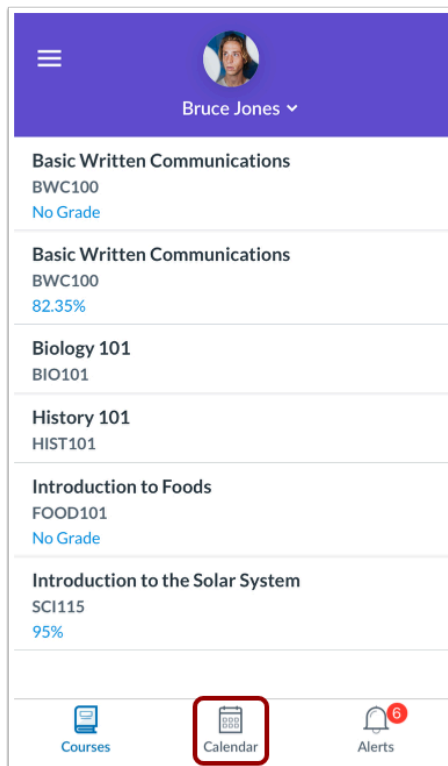 Bruce Jones
Basic Written Communications
BWC100
No Grade
Basic Written Communications
BWC100
82.35%
Biology 101
BIO101
History 101
HIST101
Introduction to Foods
FOOD101
No Grade
Introduction to the Solar System
SCI115
95%
6
Courses Calendar Alerts